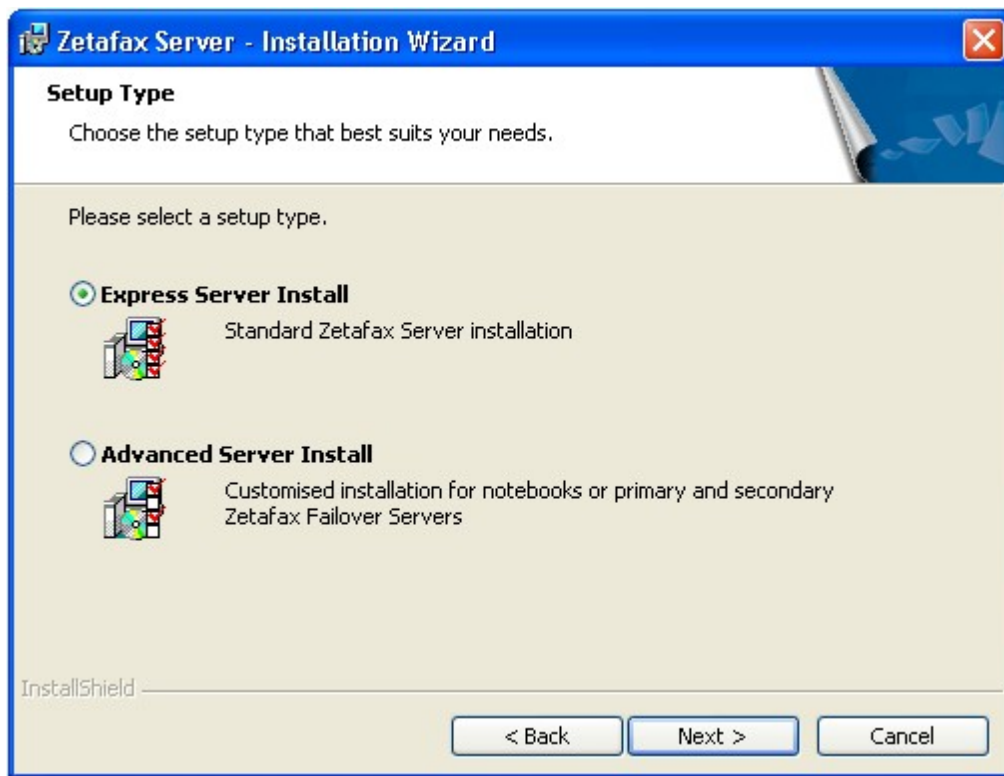 Zetafax Server - Installation Wizard
Setup Type
Choose the setup type that best suits your needs.
Please select a setup type.
Express Server Install
Standard Zetafax Server installation
Advanced Server Install
Customised installation for notebooks or primary and secondary
Zetafax Failover Servers
InstallShield
< Back
Next >
Cancel